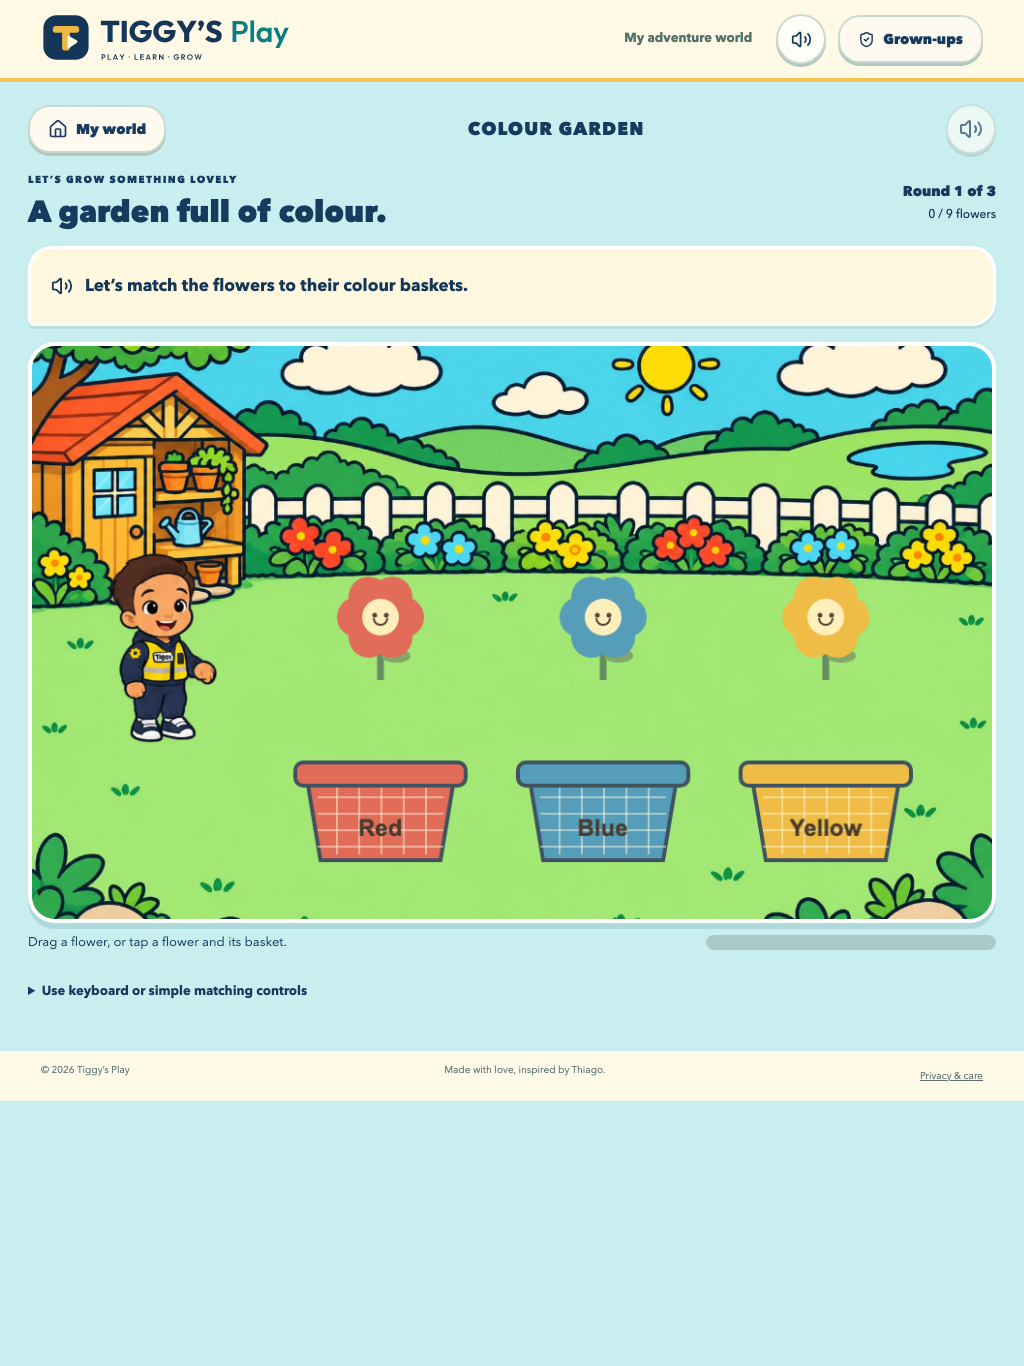 TIGGY'S Play
PLAY · LEARN · GROW
My adventure world
Grown-ups
My world
COLOUR GARDEN
LET'S GROW SOMETHING LOVELY
A garden full of colour.
Round 1 of 3
0 / 9 flowers
Let's match the flowers to their colour baskets.
Tiggy
Red
Blue
Yellow
Drag a flower, or tap a flower and its basket.
Use keyboard or simple matching controls
© 2026 Tiggy's Play
Made with love, inspired by Thiago.
Privacy & care